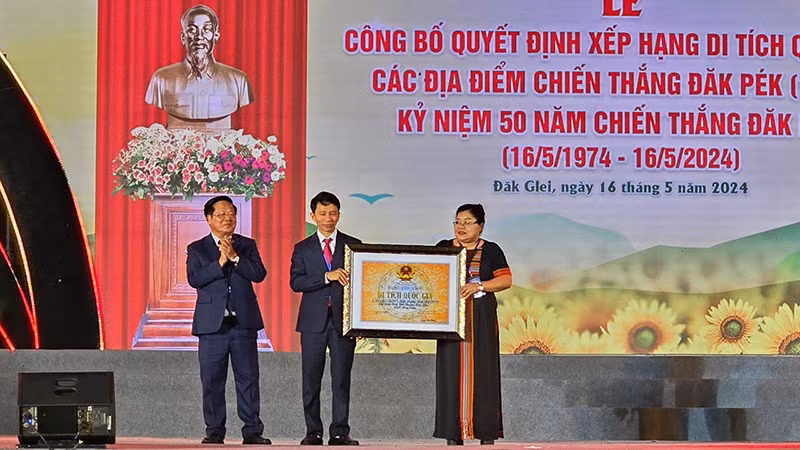 LỄ
CÔNG BỐ QUYẾT ĐỊNH XẾP HẠNG DI TÍCH Q
CÁC ĐỊA ĐIỂM CHIẾN THẮNG ĐĂK PÉK (
KỶ NIỆM 50 NĂM CHIẾN THẮNG ĐĂK
(16/5/1974 - 16/5/2024)
Đăk Glei, ngày 16 tháng 5 năm 2024
DI TÍCH QUỐC GIA